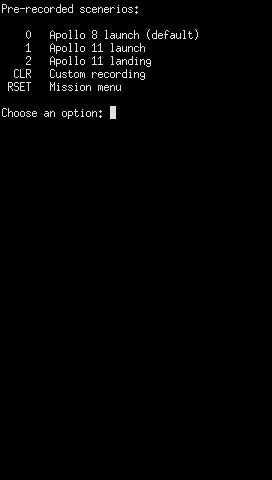 Pre-recorded scenerios:
0 Apollo 8 launch (default)
1 Apollo 11 launch
2 Apollo 11 landing
CLR Custom recording
RSET Mission menu
Choose an option: